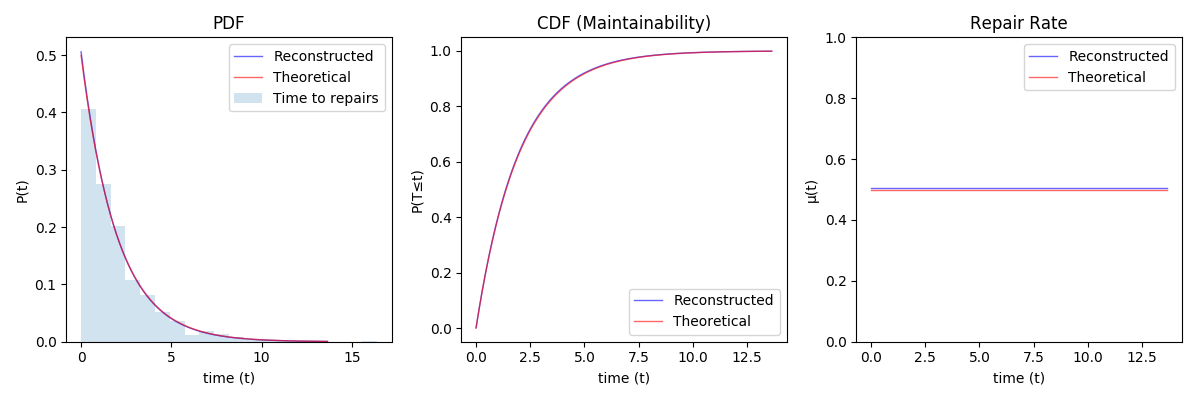 PDF
P(t)
0.5
0.4
0.3
0.2
0.1
0.0
0
5
10
15
time (t)
Reconstructed
Theoretical
Time to repairs
CDF (Maintainability)
P(T≤t)
1.0
0.8
0.6
0.4
0.2
0.0
0.0
2.5
5.0
7.5
10.0
12.5
time (t)
Reconstructed
Theoretical
Repair Rate
μ(t)
1.0
0.8
0.6
0.4
0.2
0.0
0.0
2.5
5.0
7.5
10.0
12.5
time (t)
Reconstructed
Theoretical